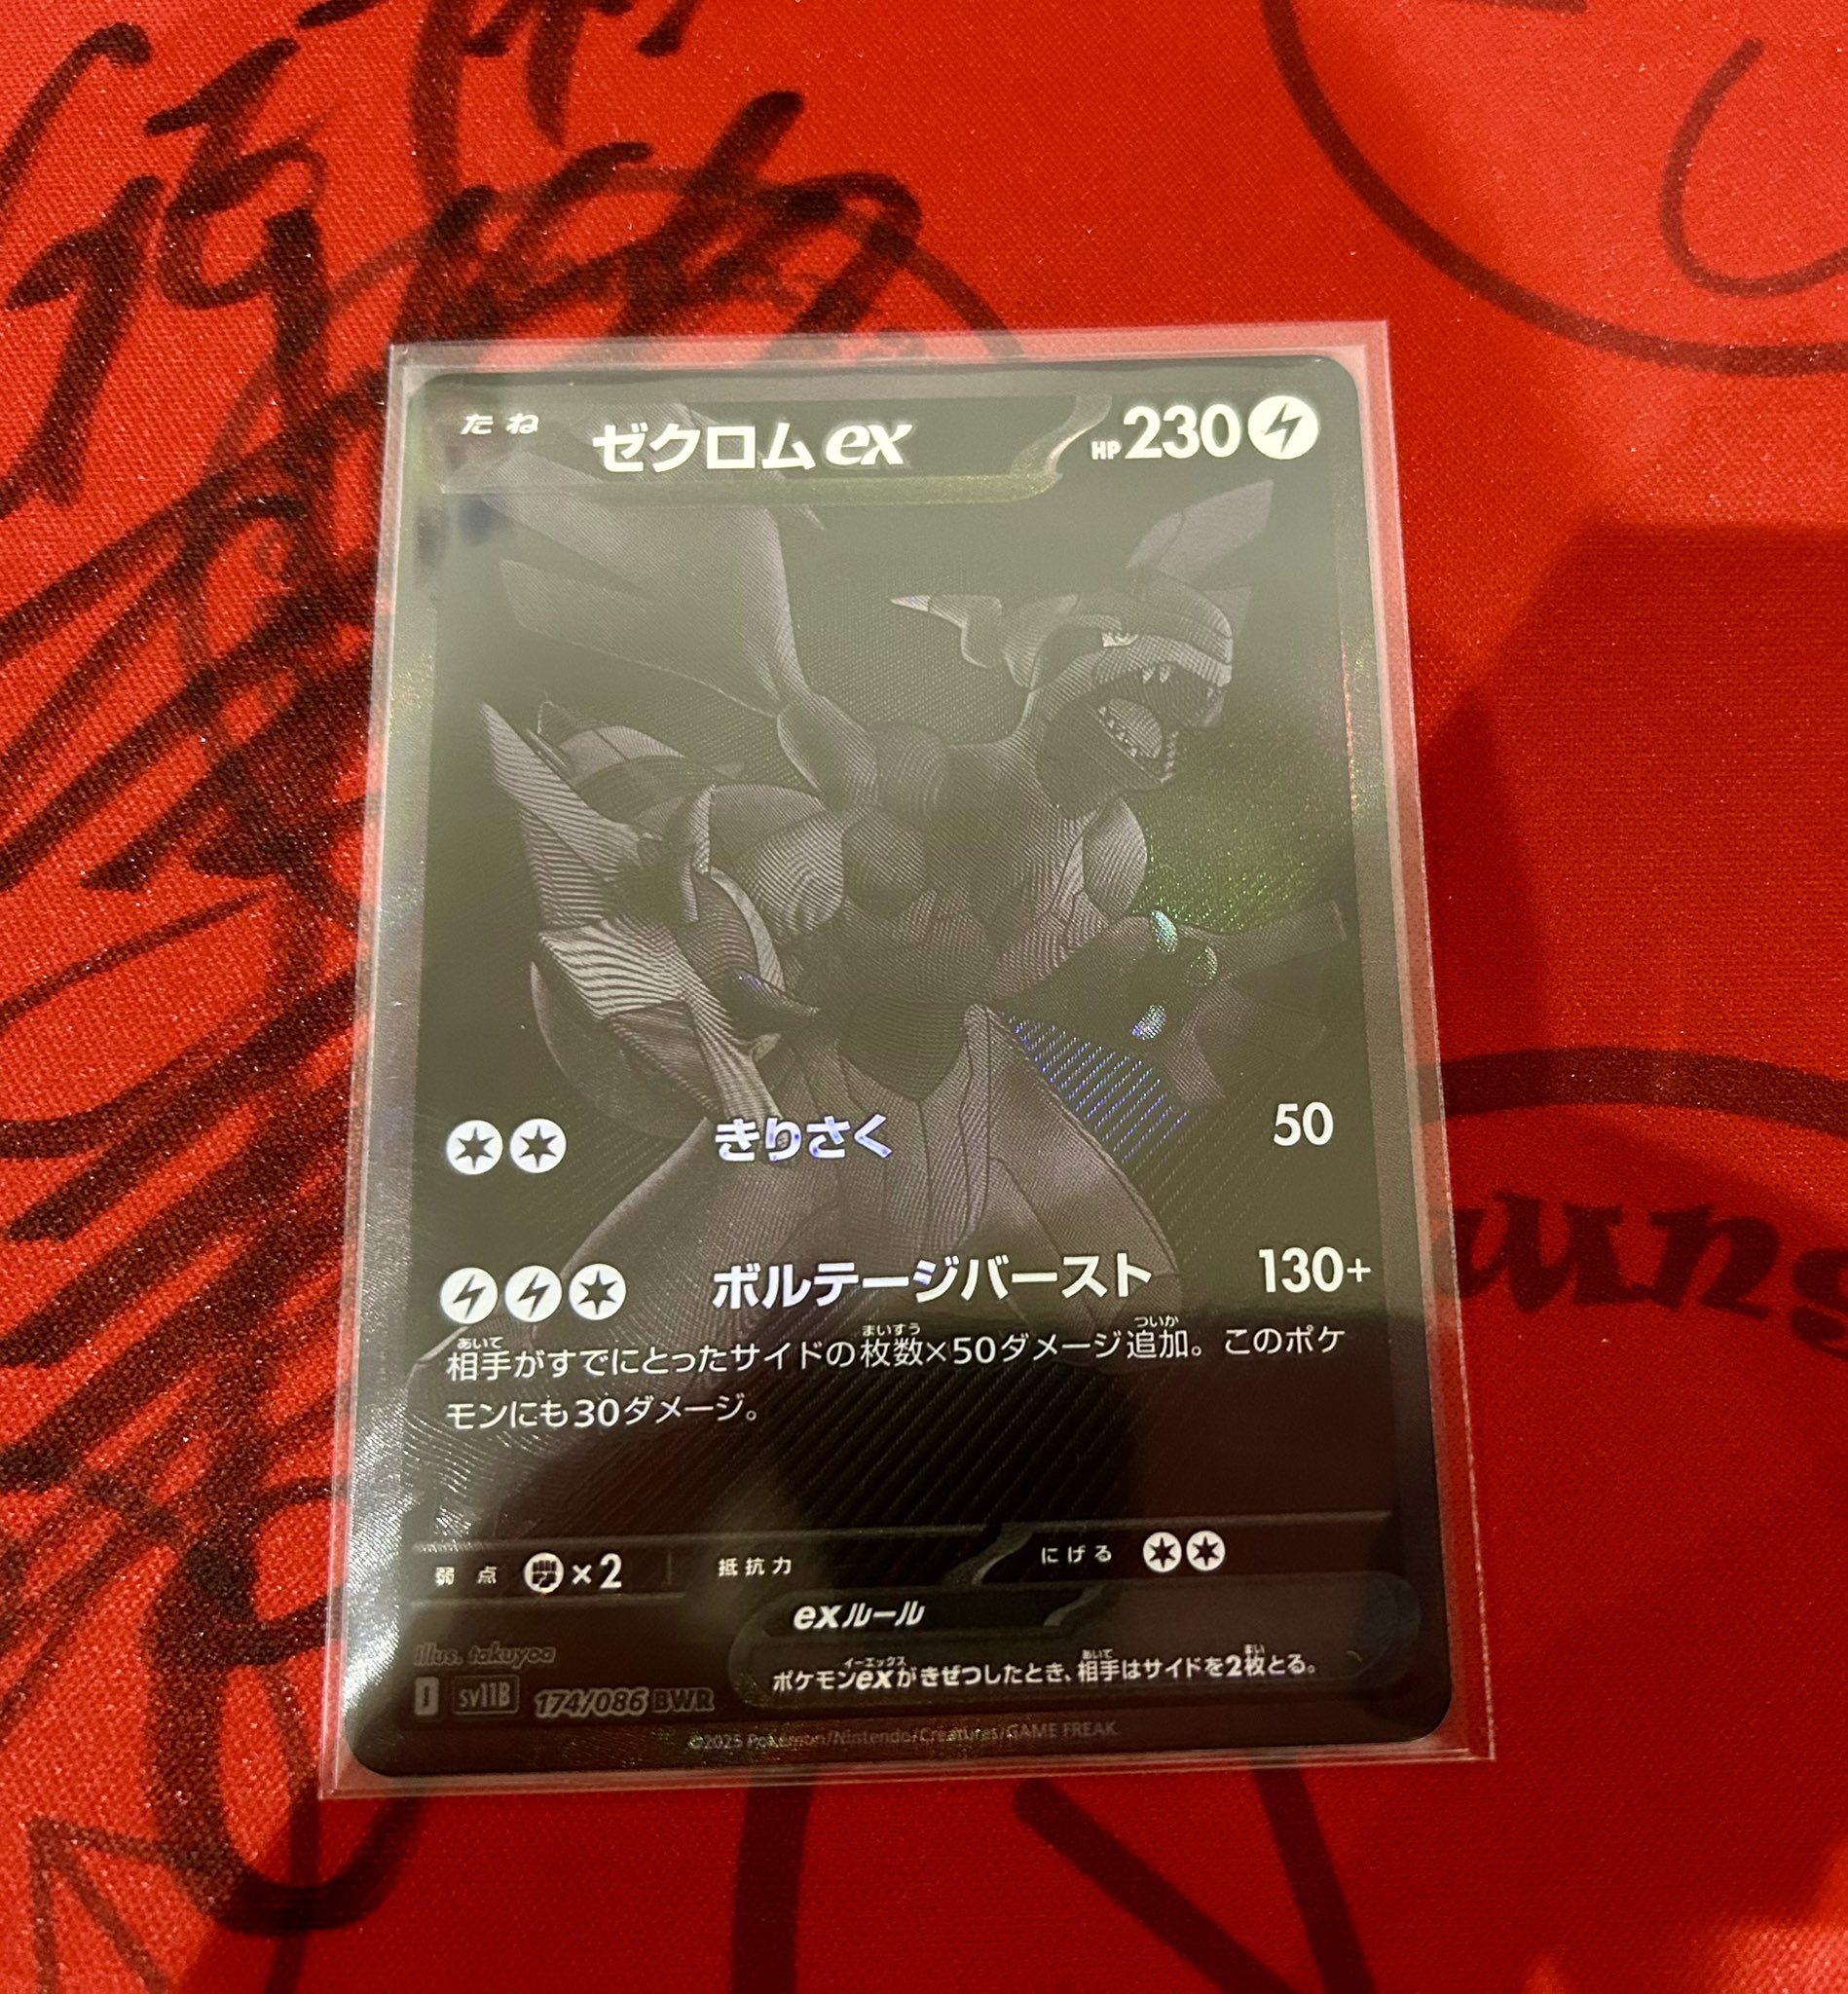 たね ゼクロムex HP230
きりさく 50
ボルテージバースト 130+
相手がすでにとったサイドの枚数×50ダメージ追加。このポケ
モンにも30ダメージ。
弱点 ×2 抵抗力 にげる
exルール
ポケモンexがきぜつしたとき、相手はサイドを2枚とる。
Illus. takuyoa
J SV11B 174/086 BWR
©2025 Pokémon/Nintendo/Creatures/GAME FREAK.